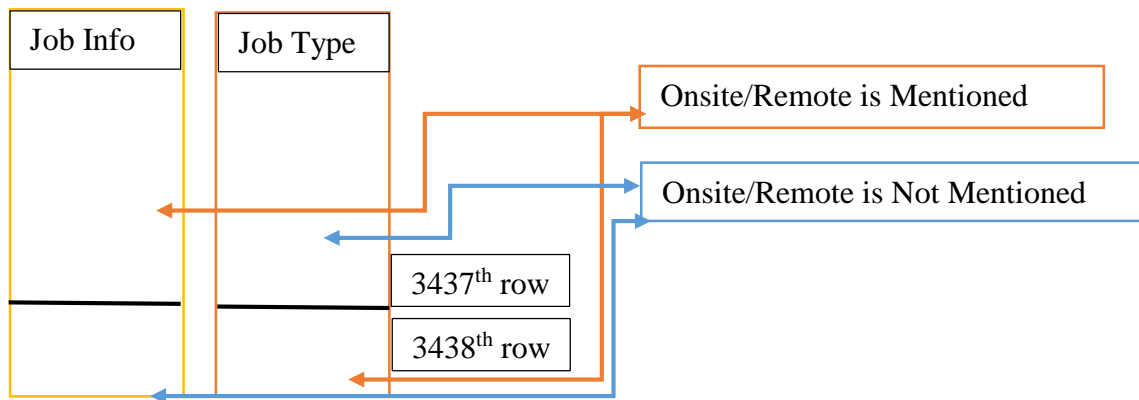 Job Info
Job Type
Onsite/Remote is Mentioned
Onsite/Remote is Not Mentioned
3437th row
3438th row